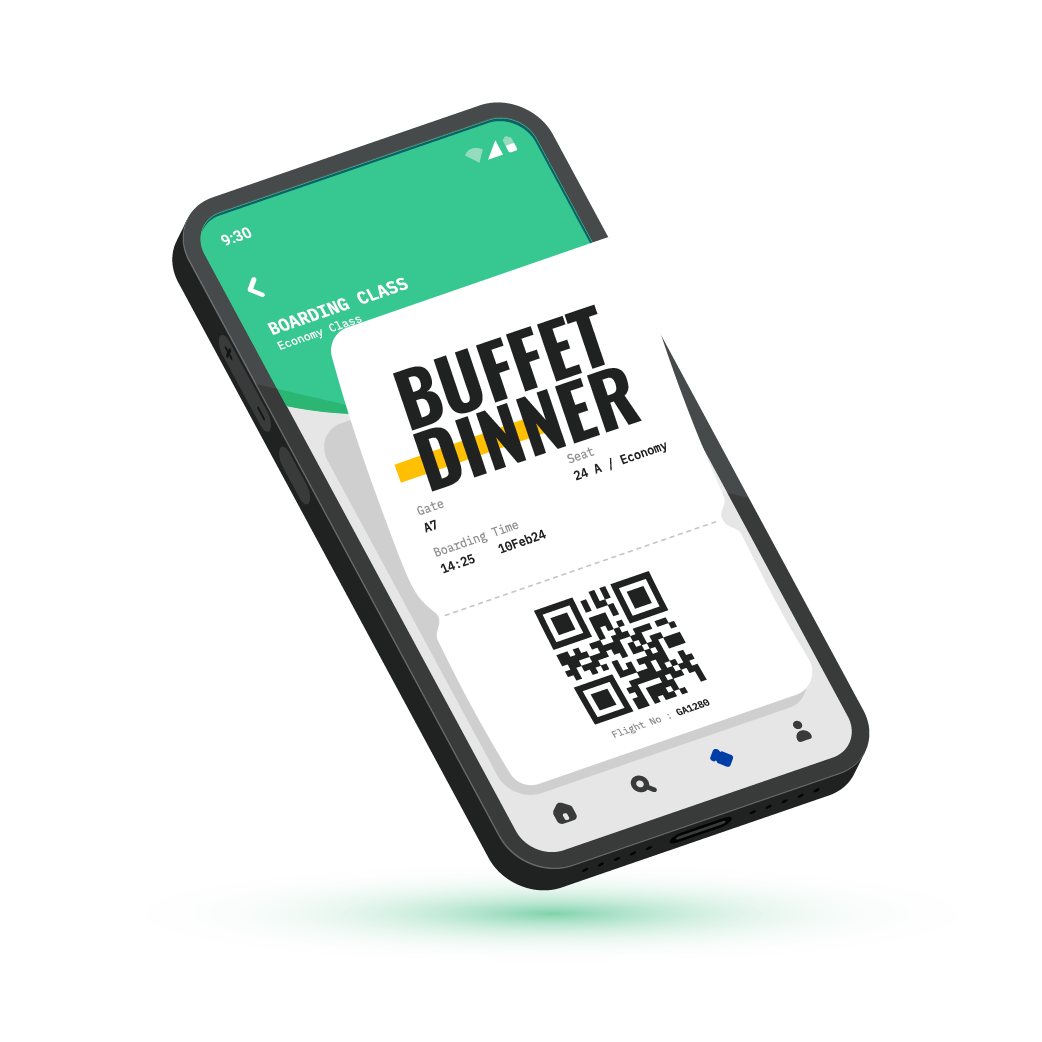 9:30
BOARDING CLASS
Economy Class
BUFFET
DINNER
Seat
24 A / Economy
Gate
A7
Boarding Time
14:25 10Feb24
Flight No : GA1280